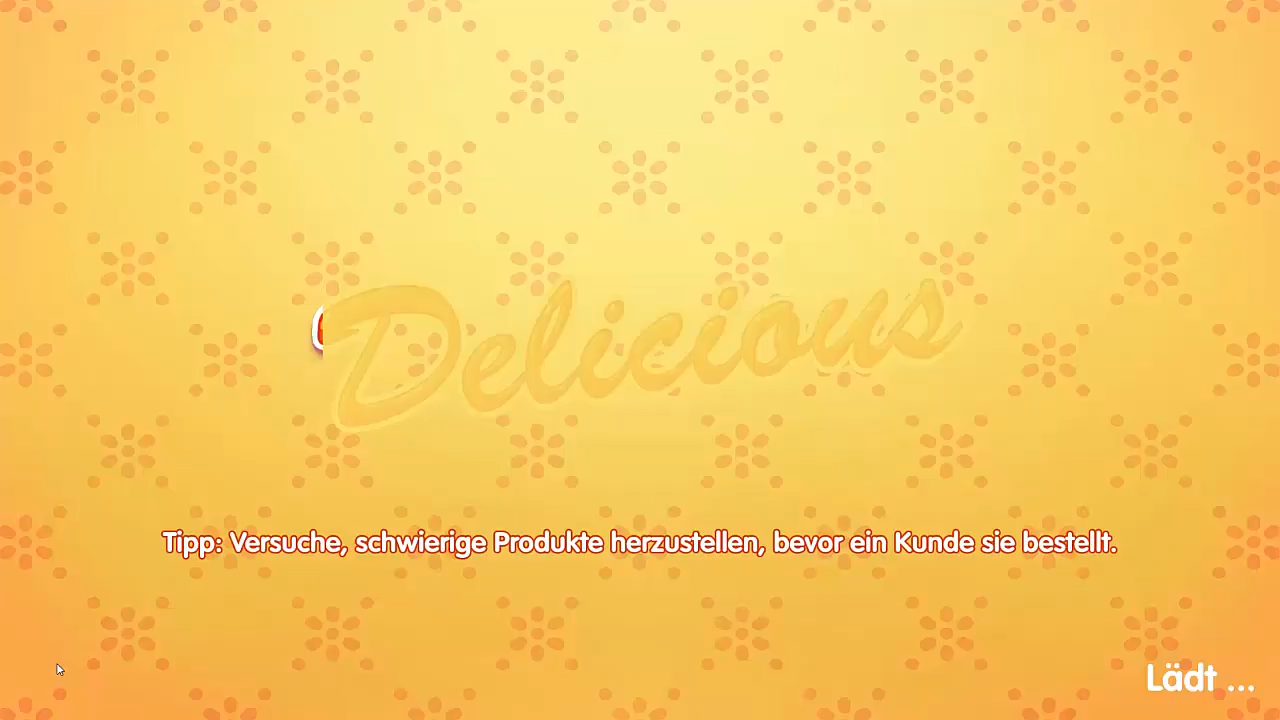 Delicious
Tipp: Versuche, schwierige Produkte herzustellen, bevor ein Kunde sie bestellt.
Lädt ...